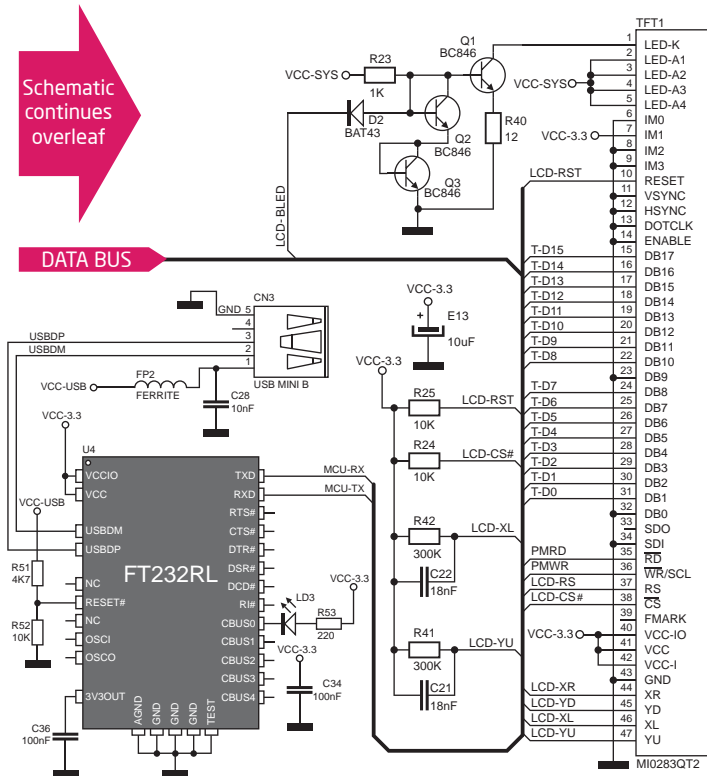 Schematic
continues
overleaf
DATA BUS
TFT1
Q1
BC846
R23
1K
VCC-SYS
D2
BAT43
Q2
BC846
Q3
BC846
R40
12
LCD-BLED
VCC-SYS
VCC-3.3
LCD-RST
1 LED-K
2 LED-A1
3 LED-A2
4 LED-A3
5 LED-A4
6 IM0
7 IM1
8 IM2
9 IM3
10 RESET
11 VSYNC
12 HSYNC
13 DOTCLK
14 ENABLE
T-D15 15 DB17
T-D14 16 DB16
T-D13 17 DB15
T-D12 18 DB14
T-D11 19 DB13
T-D10 20 DB12
T-D9 21 DB11
T-D8 22 DB10
23 DB9
T-D7 24 DB8
T-D6 25 DB7
T-D5 26 DB6
T-D4 27 DB5
T-D3 28 DB4
T-D2 29 DB3
T-D1 30 DB2
T-D0 31 DB1
32 DB0
33 SDO
34 SDI
PMRD 35 RD
PMWR 36 WR/SCL
LCD-RS 37 RS
LCD-CS# 38 CS
39 FMARK
VCC-3.3 40 VCC-IO
41 VCC
42 VCC-I
43 GND
LCD-XR 44 XR
LCD-YD 45 YD
LCD-XL 46 XL
LCD-YU 47 YU
MI0283QT2
CN3
GND 5
4
USBDP 3
USBDM 2
1
USB MINI B
VCC-USB
FP2
FERRITE
C28
10nF
VCC-3.3
E13
+
10uF
VCC-3.3
R25
10K
LCD-RST
R24
10K
LCD-CS#
R42
300K
LCD-XL
C22
18nF
R41
300K
LCD-YU
C21
18nF
VCC-3.3
U4
VCC-USB
R51
4K7
R52
10K
C36
100nF
FT232RL
VCCIO
VCC
USBDM
USBDP
NC
RESET#
NC
OSCI
OSCO
3V3OUT
AGND
GND
GND
GND
TEST
TXD
RXD
RTS#
CTS#
DTR#
DSR#
DCD#
RI#
CBUS0
CBUS1
CBUS2
CBUS3
CBUS4
MCU-RX
MCU-TX
LD3
R53
220
VCC-3.3
VCC-3.3
C34
100nF